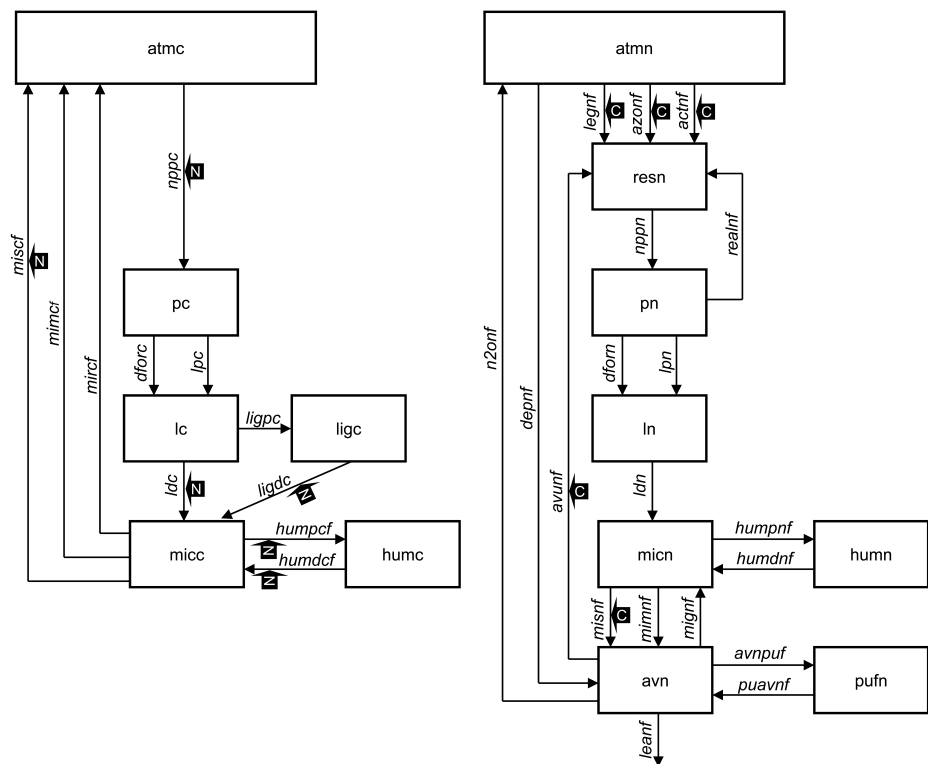 atmc
atmn
legnf
C
azonf
C
actnf
C
nppc
N
resn
nppn
realnf
miscf
N
mimcf
mircf
pc
pn
n2onf
depnf
dforc
lpc
dforn
lpn
lc
ligpc
ligc
ln
ldc
N
ligdc
N
avunf
C
ldn
micc
humpcf
N
humdcf
N
humc
micn
humpnf
humdnf
humn
misnf
C
mimnf
mignf
avn
avnpuf
puavnf
pufn
leanf